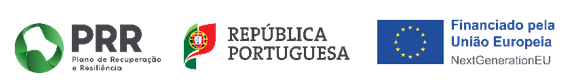 PRR
Plano de Recuperação
e Resiliência
REPÚBLICA
PORTUGUESA
Financiado pela
União Europeia
NextGenerationEU